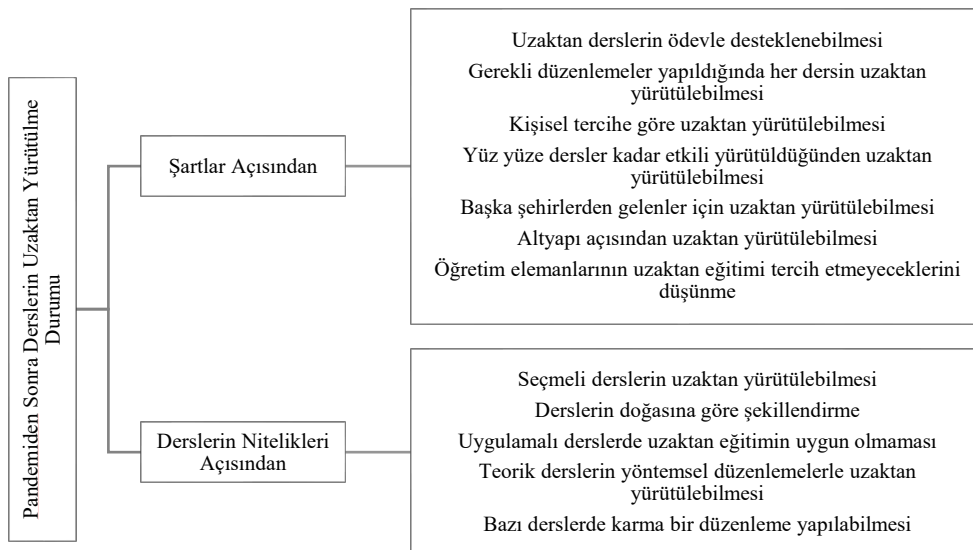 Pandemiden Sonra Derslerin Uzaktan Yürütülme
Durumu
Şartlar Açısından
Uzaktan derslerin ödevle desteklenebilmesi
Gerekli düzenlemeler yapıldığında her dersin uzaktan
yürütülebilmesi
Kişisel tercihe göre uzaktan yürütülebilmesi
Yüz yüze dersler kadar etkili yürütüldüğünden uzaktan
yürütülebilmesi
Başka şehirlerden gelenler için uzaktan yürütülebilmesi
Altyapı açısından uzaktan yürütülebilmesi
Öğretim elemanlarının uzaktan eğitimi tercih etmeyeceklerini
düşünme
Derslerin Nitelikleri
Açısından
Seçmeli derslerin uzaktan yürütülebilmesi
Derslerin doğasına göre şekillendirme
Uygulamalı derslerde uzaktan eğitimin uygun olmaması
Teorik derslerin yöntemsel düzenlemelerle uzaktan
yürütülebilmesi
Bazı derslerde karma bir düzenleme yapılabilmesi